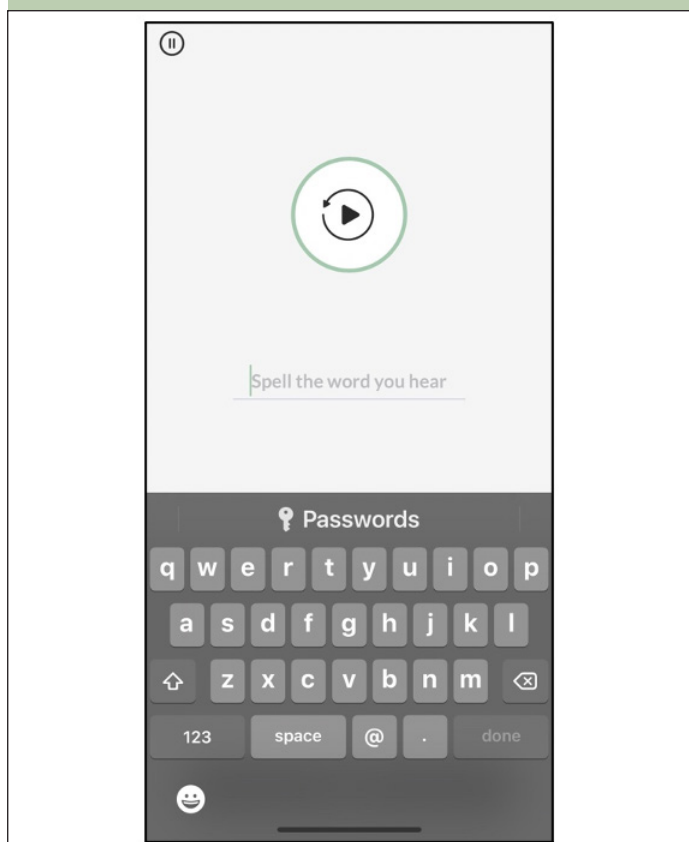 Spell the word you hear
Passwords
q w e r t y u i o p
a s d f g h j k l
z x c v b n m
123 space @ . done